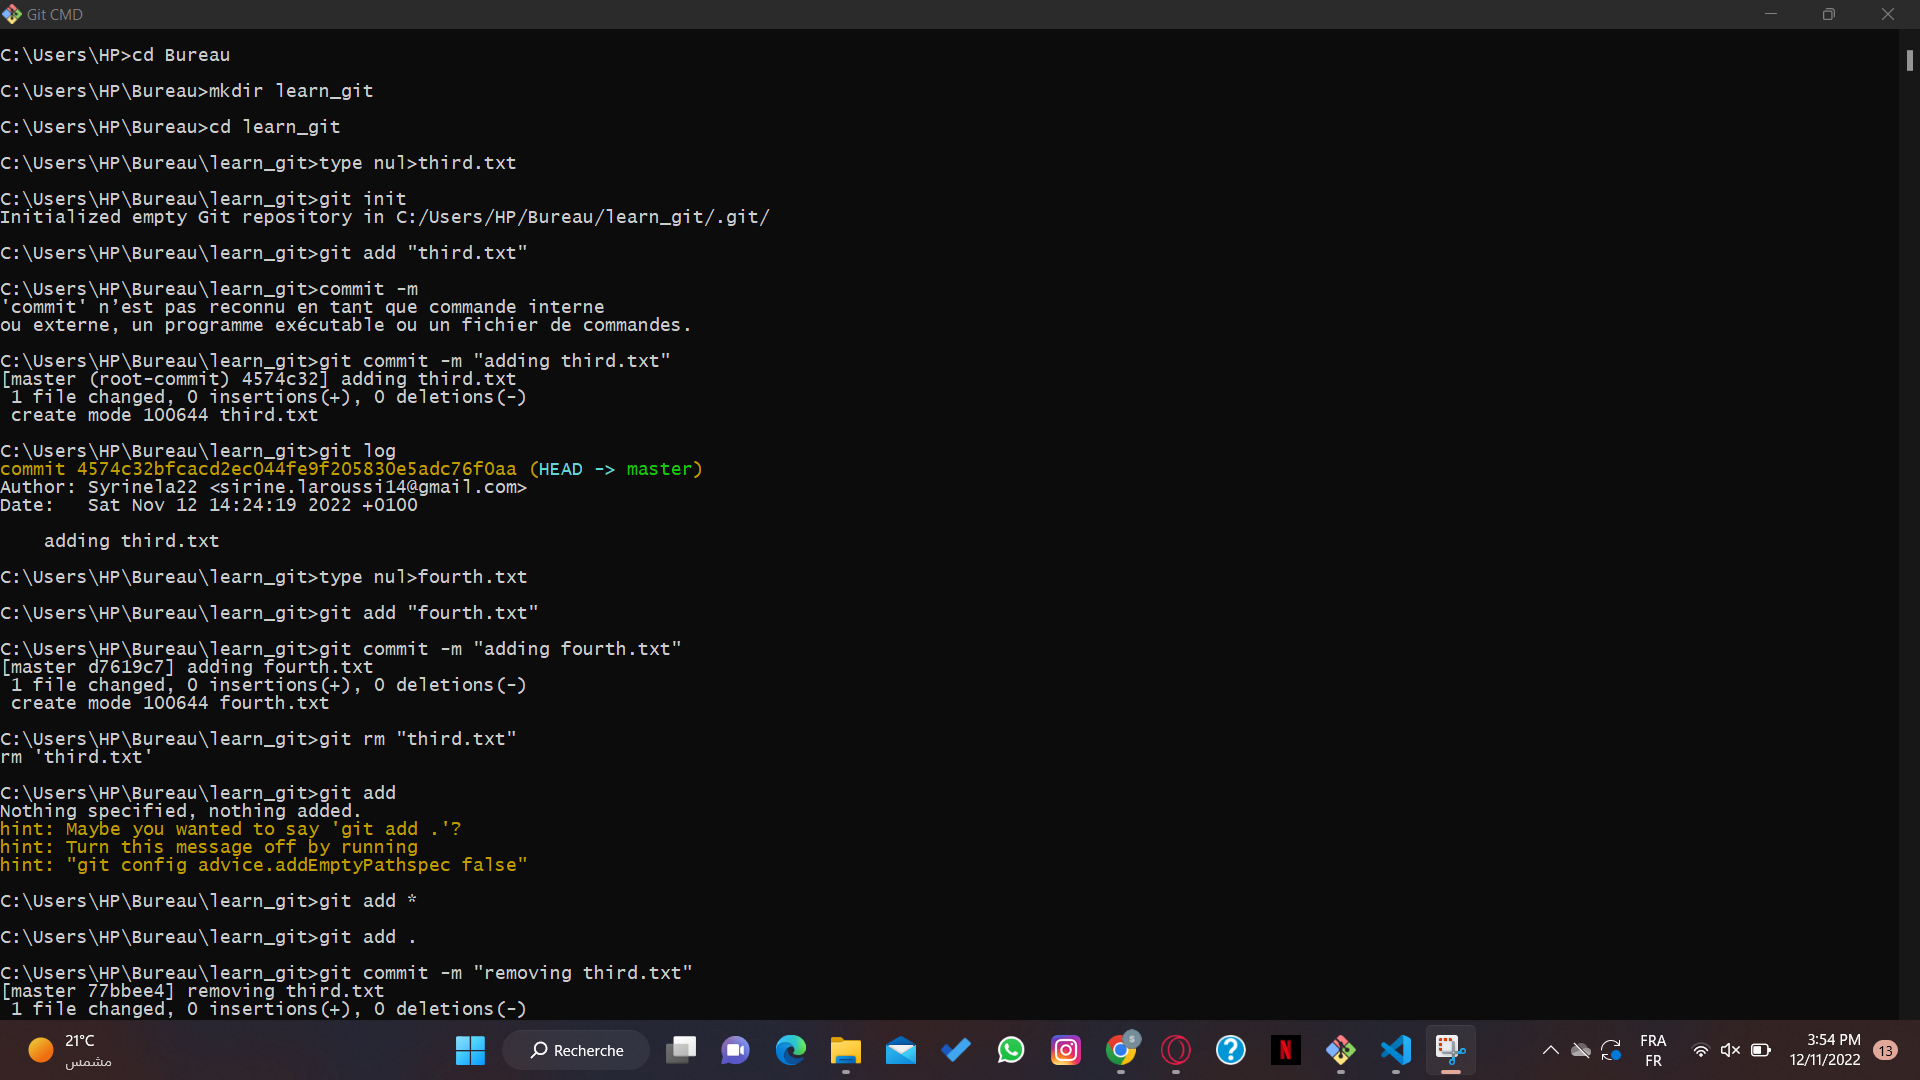 Git CMD
C:\Users\HP>cd Bureau
C:\Users\HP\Bureau>mkdir learn_git
C:\Users\HP\Bureau>cd learn_git
C:\Users\HP\Bureau\learn_git>type nul>third.txt
C:\Users\HP\Bureau\learn_git>git init
Initialized empty Git repository in C:/Users/HP/Bureau/learn_git/.git/
C:\Users\HP\Bureau\learn_git>git add "third.txt"
C:\Users\HP\Bureau\learn_git>commit -m
'commit' n’est pas reconnu en tant que commande interne
ou externe, un programme exécutable ou un fichier de commandes.
C:\Users\HP\Bureau\learn_git>git commit -m "adding third.txt"
[master (root-commit) 4574c32] adding third.txt
 1 file changed, 0 insertions(+), 0 deletions(-)
 create mode 100644 third.txt
C:\Users\HP\Bureau\learn_git>git log
commit 4574c32bfcacd2ec044fe9f205830e5adc76f0aa (HEAD -> master)
Author: Syrinela22 <sirine.laroussi14@gmail.com>
Date:   Sat Nov 12 14:24:19 2022 +0100
    adding third.txt
C:\Users\HP\Bureau\learn_git>type nul>fourth.txt
C:\Users\HP\Bureau\learn_git>git add "fourth.txt"
C:\Users\HP\Bureau\learn_git>git commit -m "adding fourth.txt"
[master d7619c7] adding fourth.txt
 1 file changed, 0 insertions(+), 0 deletions(-)
 create mode 100644 fourth.txt
C:\Users\HP\Bureau\learn_git>git rm "third.txt"
rm 'third.txt'
C:\Users\HP\Bureau\learn_git>git add
Nothing specified, nothing added.
hint: Maybe you wanted to say 'git add .'?
hint: Turn this message off by running
hint: "git config advice.addEmptyPathspec false"
C:\Users\HP\Bureau\learn_git>git add *
C:\Users\HP\Bureau\learn_git>git add .
C:\Users\HP\Bureau\learn_git>git commit -m "removing third.txt"
[master 77bbee4] removing third.txt
 1 file changed, 0 insertions(+), 0 deletions(-)
21°C
مشمس
Recherche
S
N
FRA
FR
3:54 PM
12/11/2022
13